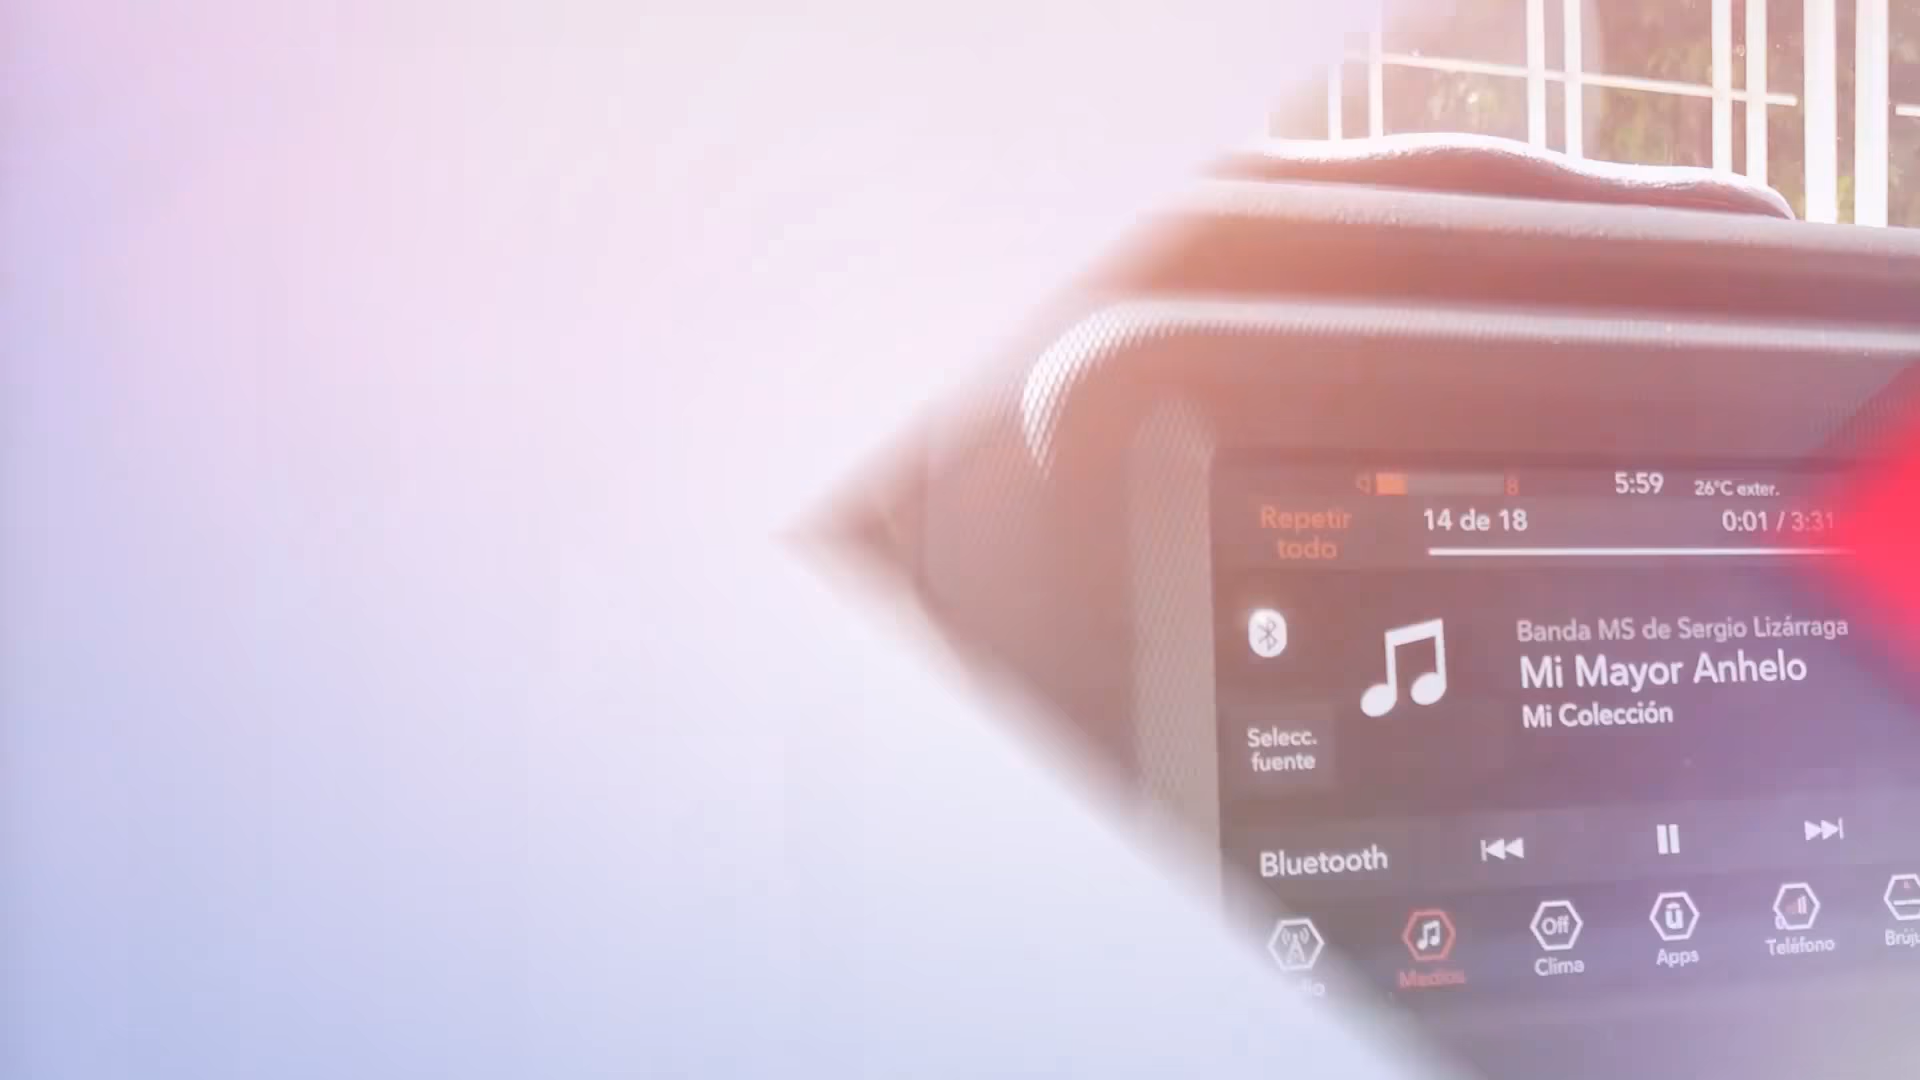 8
5:59
26°C exter.
Repetir
todo
14 de 18
0:01 / 3:31
Banda MS de Sergio Lizárraga
Mi Mayor Anhelo
Mi Colección
Selecc.
fuente
Bluetooth
Off
Medios
Clima
Apps
Teléfono